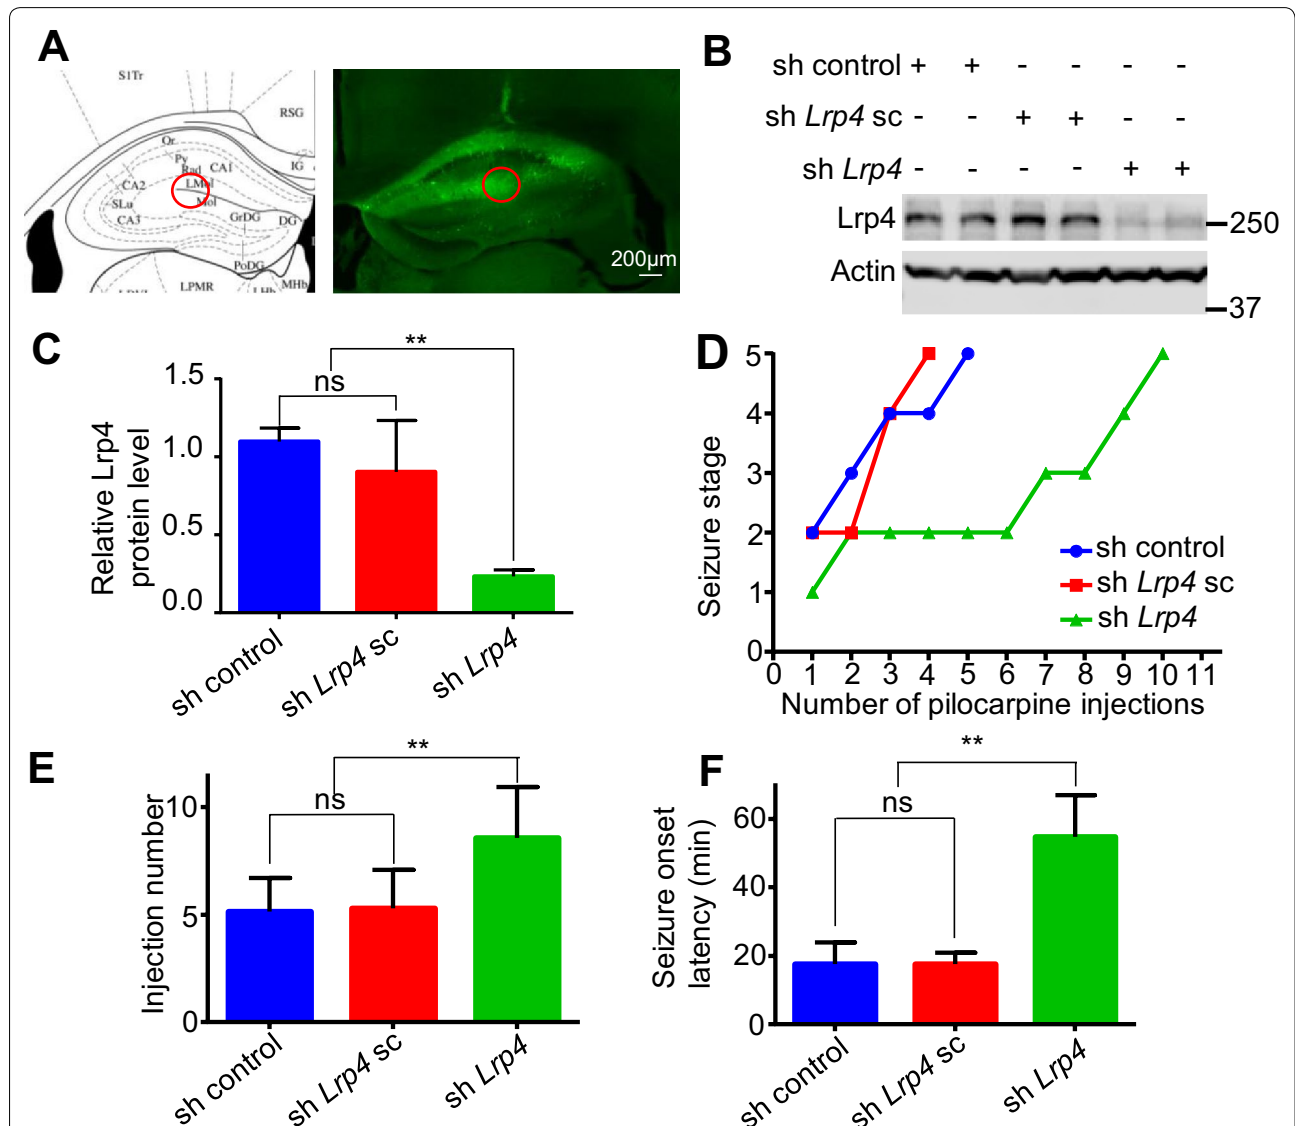 A
S1Tr
RSG
Or
Py
Rad
CA1
IG
CA2
LMol
SLu
Mol
CA3
GrDG
DG
PoDG
LPMR
MHb
LHb
200µm
B
sh control + + - - - -
sh Lrp4 sc - - + + - -
sh Lrp4 - - - - + +
Lrp4
250
Actin
37
C
**
ns
1.5
1.0
0.5
0.0
Relative Lrp4
protein level
sh control
sh Lrp4 sc
sh Lrp4
D
5
4
3
2
1
0
Seizure stage
sh control
sh Lrp4 sc
sh Lrp4
0 1 2 3 4 5 6 7 8 9 10 11
Number of pilocarpine injections
E
**
ns
10
5
0
Injection number
sh control
sh Lrp4 sc
sh Lrp4
F
**
ns
60
40
20
0
Seizure onset
latency (min)
sh control
sh Lrp4 sc
sh Lrp4